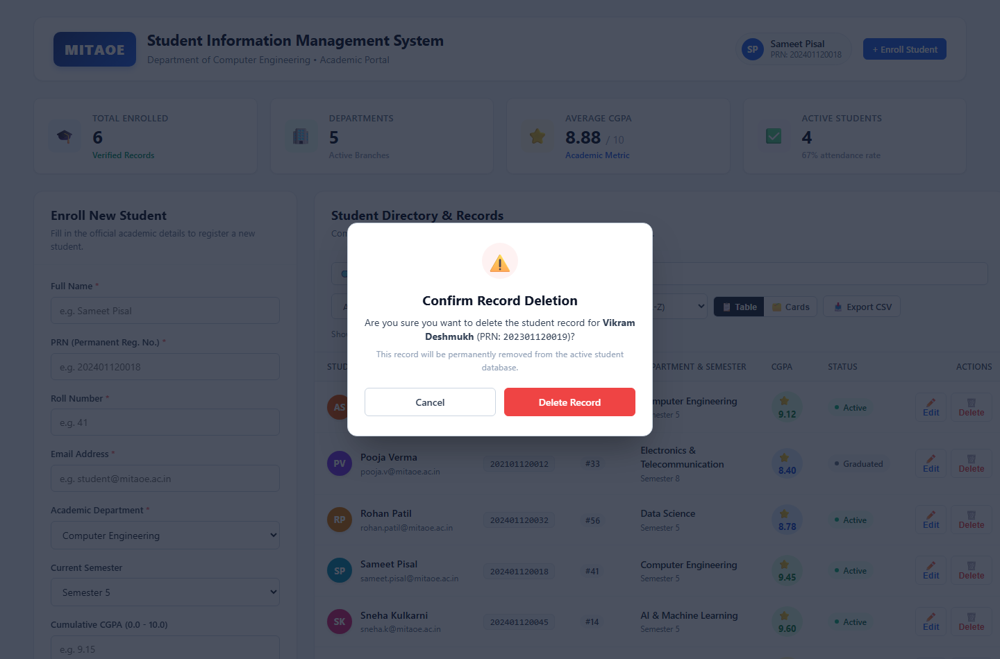 MITAOE
Student Information Management System
Department of Computer Engineering • Academic Portal
SP
Sameet Pisal
PRN: 202401120018
+ Enroll Student
TOTAL ENROLLED
6
Verified Records
DEPARTMENTS
5
Active Branches
AVERAGE CGPA
8.88 / 10
Academic Metric
ACTIVE STUDENTS
4
67% attendance rate
Enroll New Student
Fill in the official academic details to register a new
student.
Full Name *
e.g. Sameet Pisal
PRN (Permanent Reg. No.) *
e.g. 202401120018
Roll Number *
e.g. 41
Email Address *
e.g. student@mitaoe.ac.in
Academic Department *
Computer Engineering
Current Semester
Semester 5
Cumulative CGPA (0.0 - 10.0)
e.g. 9.15
Student Directory & Records
Confirm Record Deletion
Are you sure you want to delete the student record for Vikram
Deshmukh (PRN: 202301120019)?
This record will be permanently removed from the active student
database.
Cancel
Delete Record
-Z)
Table
Cards
Export CSV
CGPA
STATUS
ACTIONS
& SEMESTER
AS
Engineering
9.12
Active
Edit
Delete
PV
Pooja Verma
pooja.v@mitaoe.ac.in
202101120012
#33
Electronics &
Telecommunication
Semester 8
8.40
Graduated
Edit
Delete
RP
Rohan Patil
rohan.patil@mitaoe.ac.in
202401120032
#56
Data Science
Semester 5
8.78
Active
Edit
Delete
SP
Sameet Pisal
sameet.pisal@mitaoe.ac.in
202401120018
#41
Computer Engineering
Semester 5
9.45
Active
Edit
Delete
SK
Sneha Kulkarni
sneha.k@mitaoe.ac.in
202401120045
#14
AI & Machine Learning
Semester 5
9.60
Active
Edit
Delete